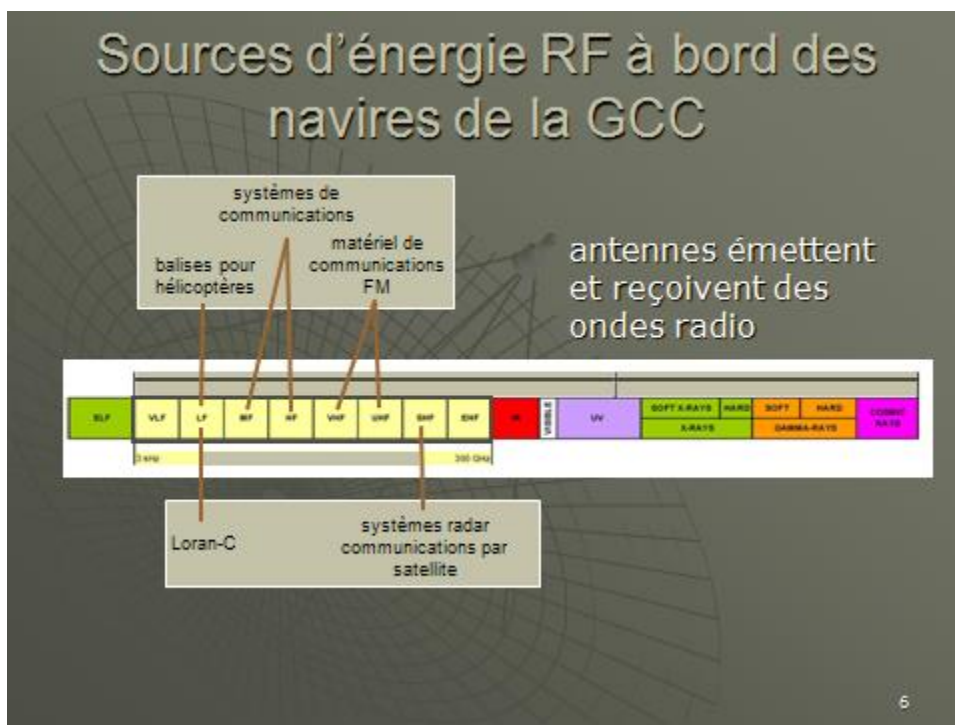 Sources d'énergie RF à bord des
navires de la GCC
systèmes de
communications
balises pour
hélicoptères
matériel de
communications
FM
antennes émettent
et reçoivent des
ondes radio
ELF VLF LF MF HF VHF UHF SHF EHF IR VISIBLE UV SOFT X-RAYS HARD SOFT HARD COSMIC
X-RAYS GAMMA-RAYS RAYS
3 kHz 300 GHz
Loran-C
systèmes radar
communications par
satellite
6